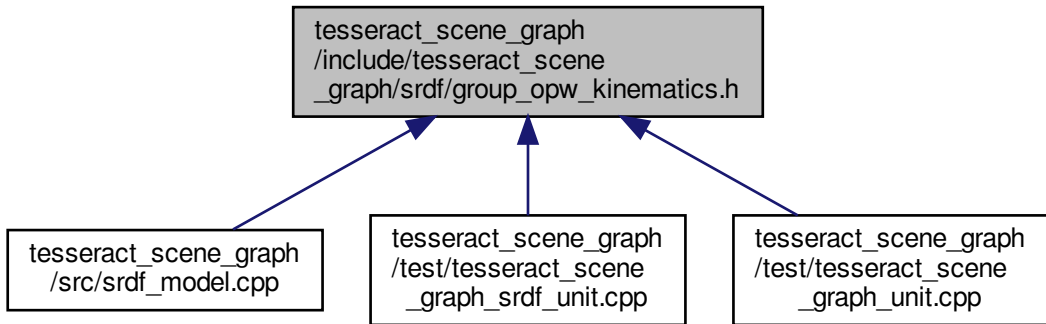 tesseract_scene_graph
/include/tesseract_scene
_graph/srdf/group_opw_kinematics.h
tesseract_scene_graph
/src/srdf_model.cpp
tesseract_scene_graph
/test/tesseract_scene
_graph_srdf_unit.cpp
tesseract_scene_graph
/test/tesseract_scene
_graph_unit.cpp